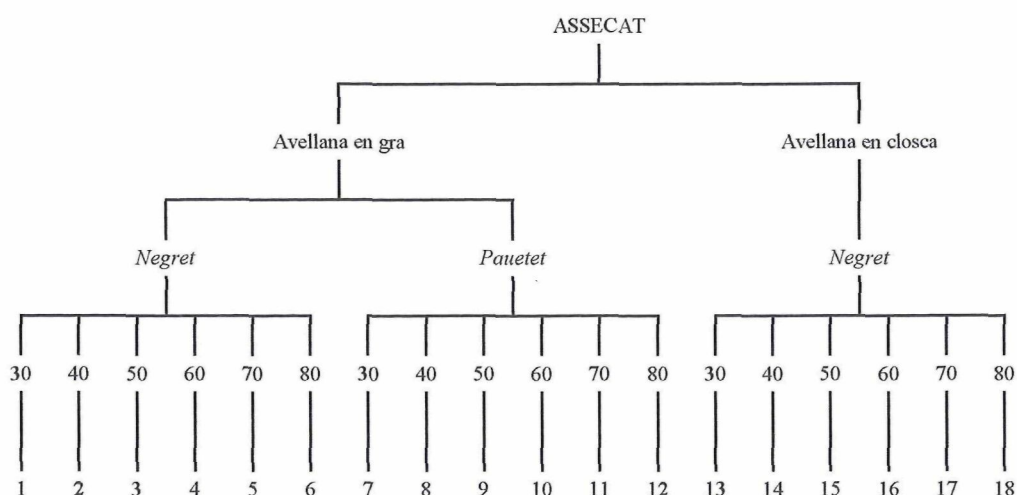 ASSECAT
Avellana en gra Avellana en closca
Negret Pauetet Negret
30 40 50 60 70 80 30 40 50 60 70 80 30 40 50 60 70 80
1 2 3 4 5 6 7 8 9 10 11 12 13 14 15 16 17 18